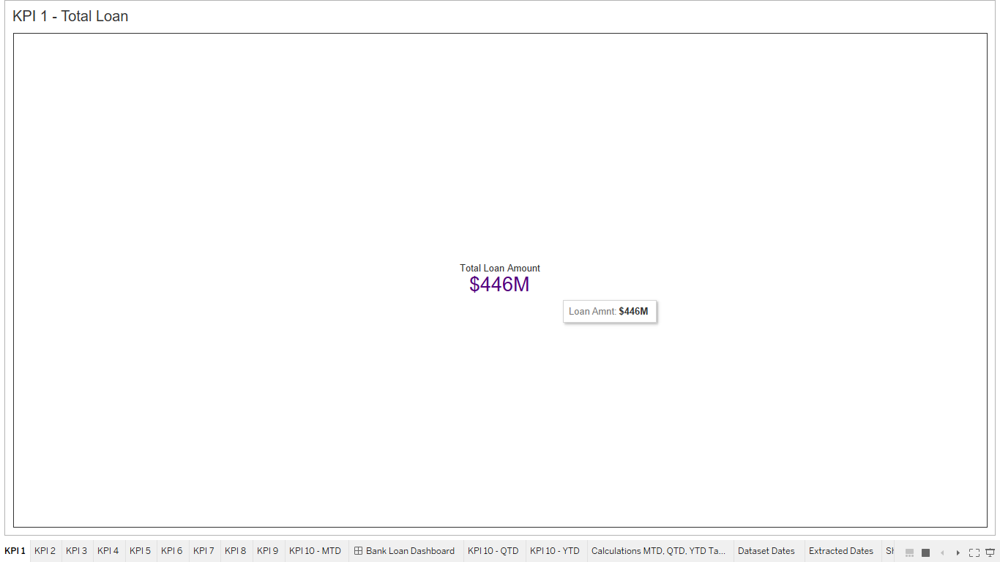 KPI 1 - Total Loan
Total Loan Amount
$446M
Loan Amnt: $446M
KPI 1 KPI 2 KPI 3 KPI 4 KPI 5 KPI 6 KPI 7 KPI 8 KPI 9 KPI 10 - MTD Bank Loan Dashboard KPI 10 - QTD KPI 10 - YTD Calculations MTD, QTD, YTD Ta... Dataset Dates Extracted Dates